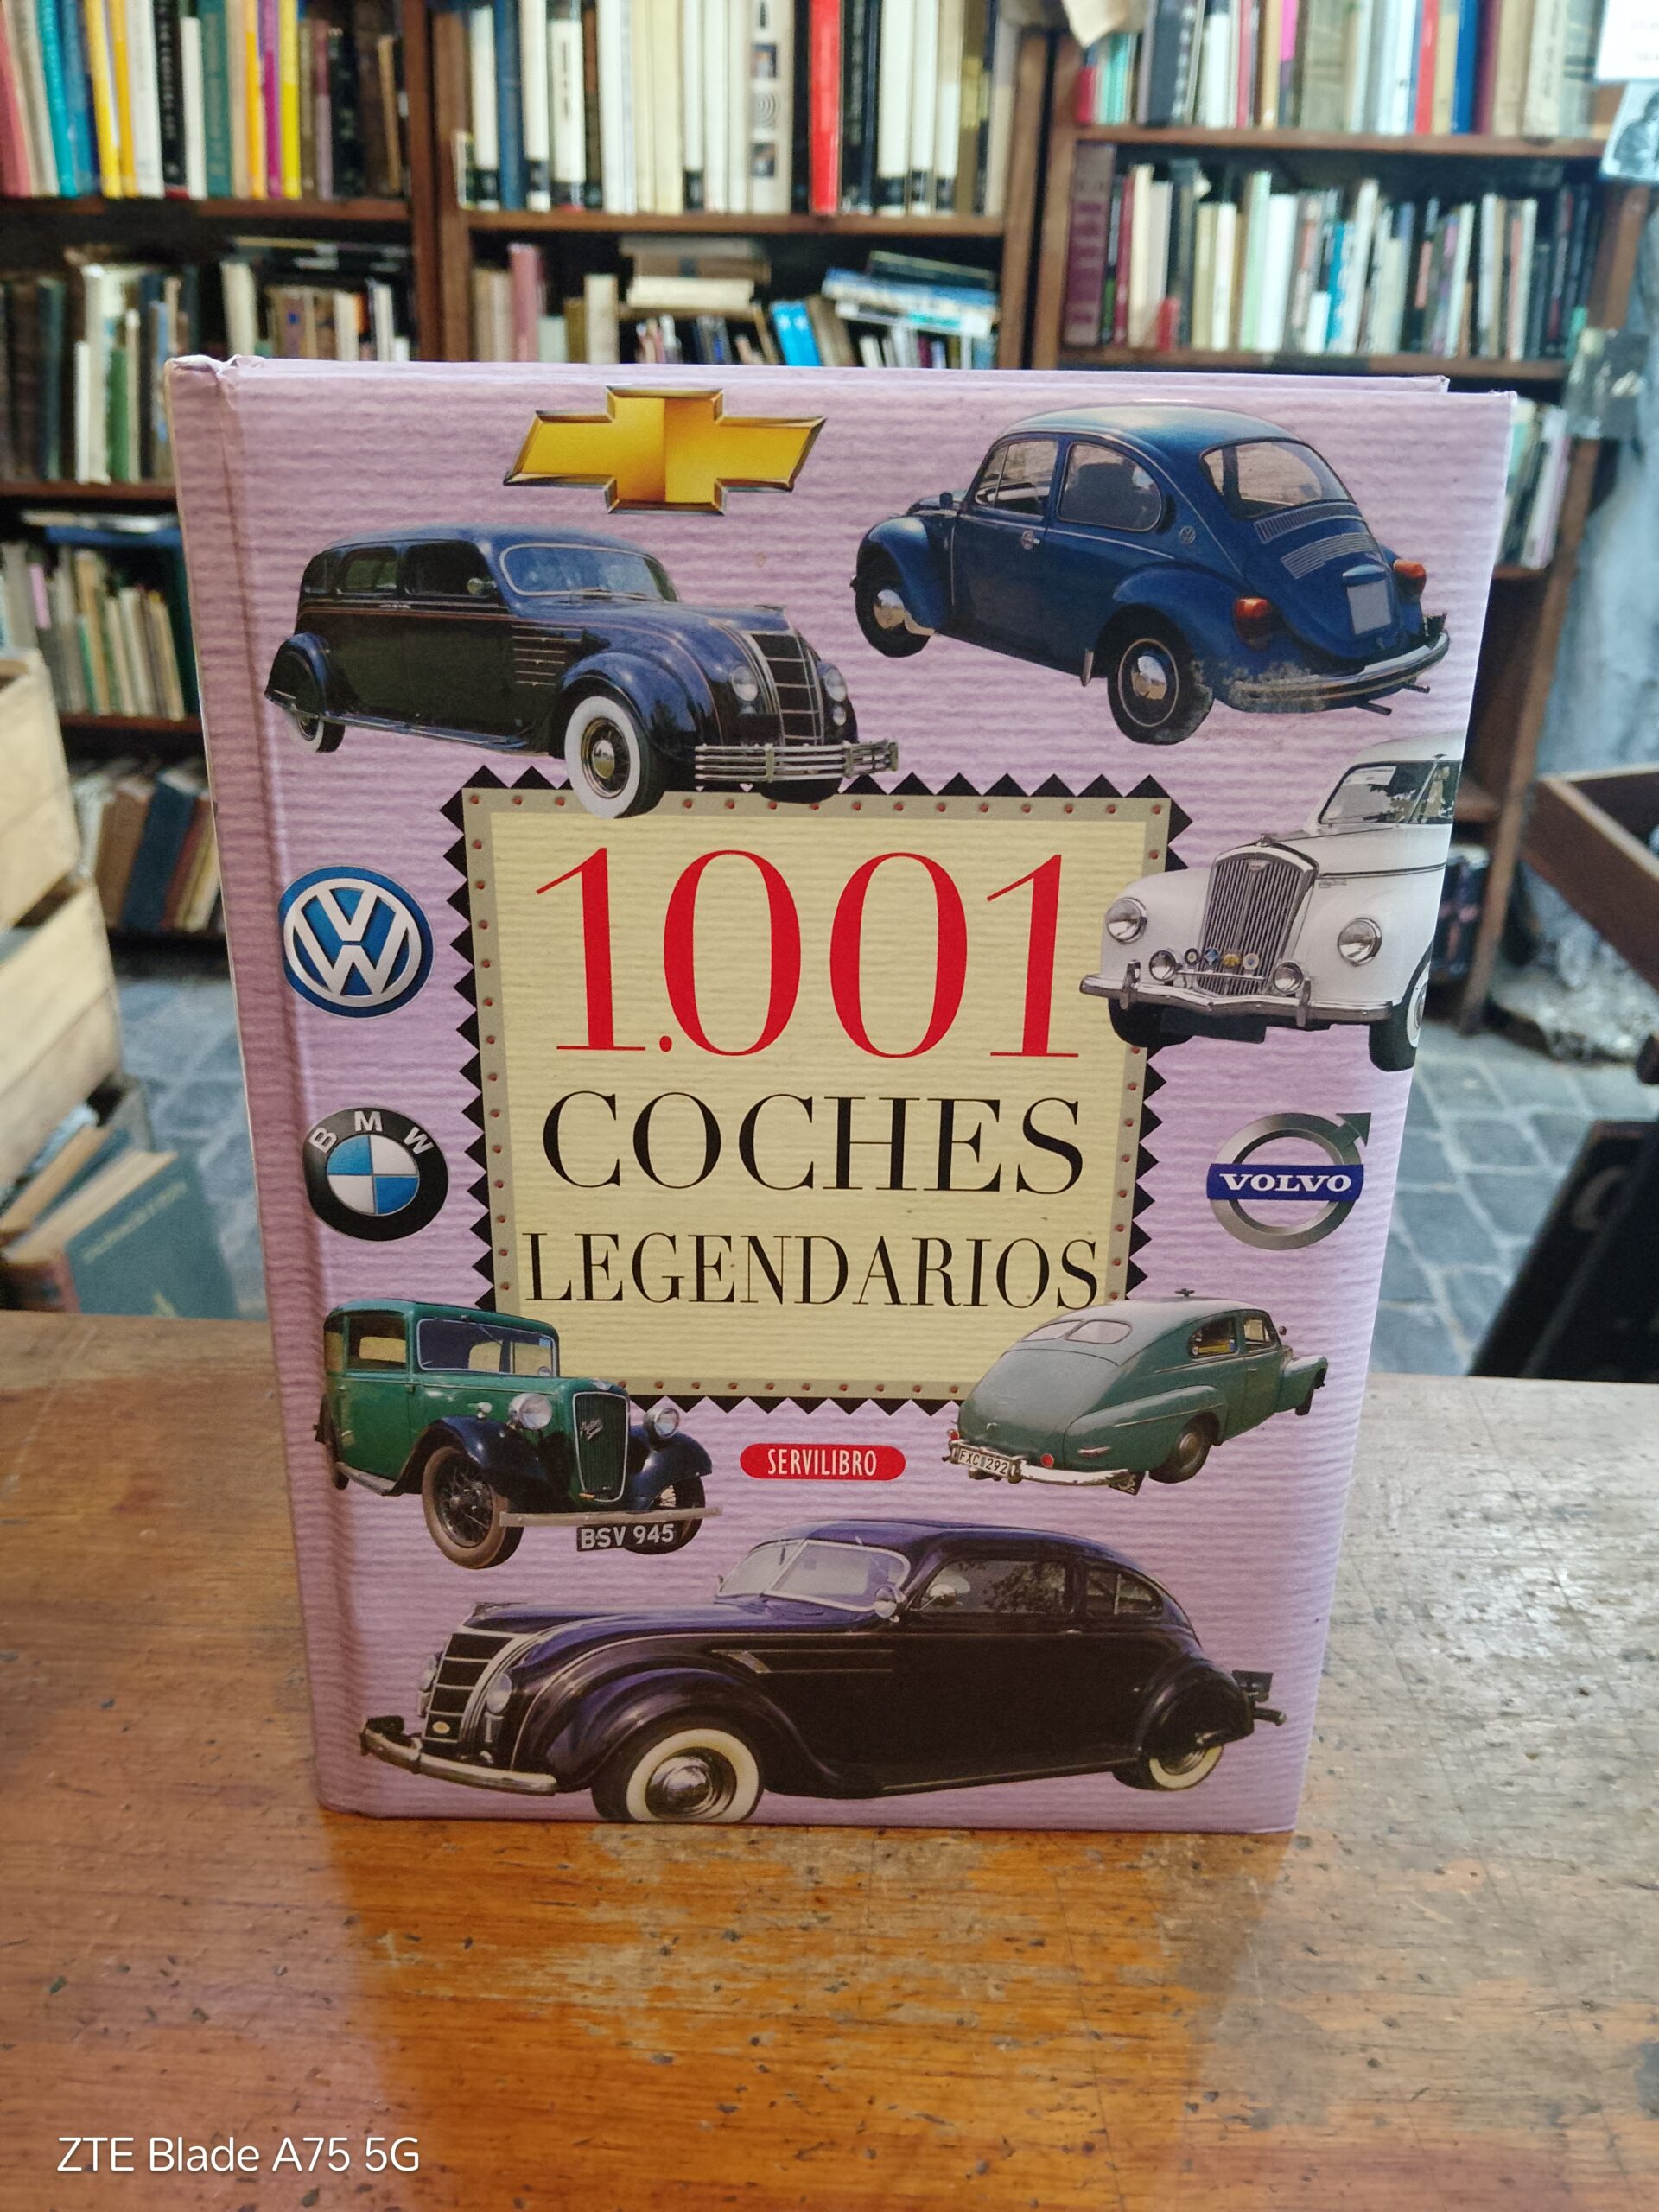 1.001
COCHES
LEGENDARIOS
BMW
VOLVO
FXC 292
SERVILIBRO
BSV 945
ZTE Blade A75 5G